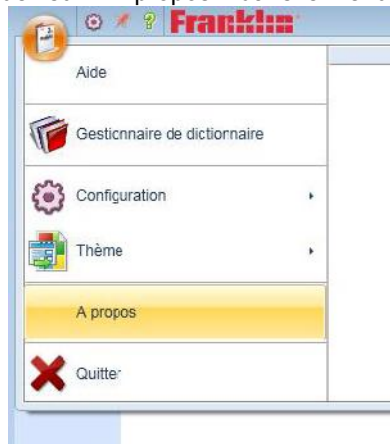 Franklin
Aide
Gestionnaire de dictionnaire
Configuration
Thème
A propos
Quitter